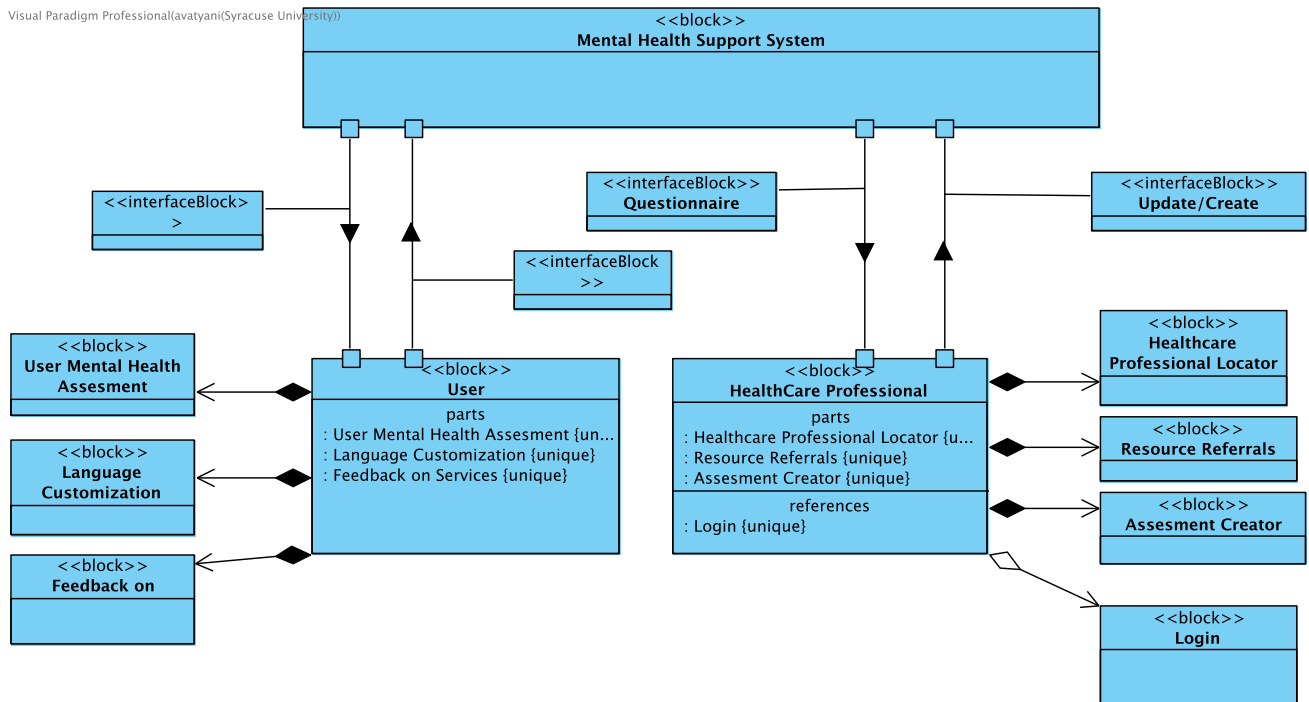 Visual Paradigm Professional(avatyani(Syracuse University))
<<block>>
Mental Health Support System
<<interfaceBlock>
>
<<interfaceBlock
>>
<<interfaceBlock>>
Questionnaire
<<interfaceBlock>>
Update/Create
<<block>>
User Mental Health
Assesment
<<block>>
Language
Customization
<<block>>
Feedback on
<<block>>
User
parts
: User Mental Health Assesment {un...
: Language Customization {unique}
: Feedback on Services {unique}
<<block>>
HealthCare Professional
parts
: Healthcare Professional Locator {u...
: Resource Referrals {unique}
: Assesment Creator {unique}
references
: Login {unique}
<<block>>
Healthcare
Professional Locator
<<block>>
Resource Referrals
<<block>>
Assesment Creator
<<block>>
Login